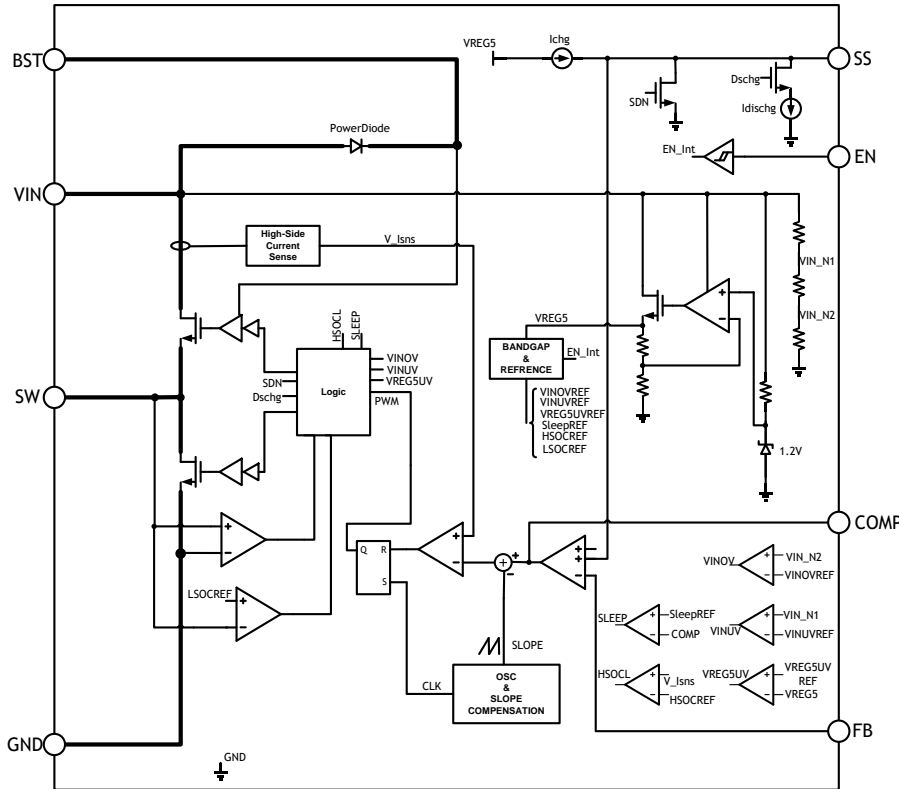 VREG5
Ichg
BST
SS
Dschg
SDN
Idischg
PowerDiode
EN_Int
EN
VIN
High-Side
Current
Sense
V_Isns
VIN_N1
+
−
VIN_N2
HSOCL
SLEEP
VREG5
BANDGAP
&
REFRENCE
EN_Int
VINOV
VINUV
VREG5UV
SDN
Logic
Dschg
PWM
SW
VINOVREF
VINUVREF
VREG5UVREF
SleepREF
HSOCREF
LSOCREF
1.2V
COMP
+
−
Q
R
S
+
−
+
−
+
+
−
VINOV
+
−
VIN_N2
VINOVREF
LSOCREF
+
−
SLEEP
+
−
SleepREF
COMP
VINUV
+
−
VIN_N1
VINUVREF
SLOPE
CLK
OSC
&
SLOPE
COMPENSATION
HSOCL
+
−
V_Isns
HSOCREF
VREG5UV
+
−
VREG5UV
REF
VREG5
FB
GND
GND